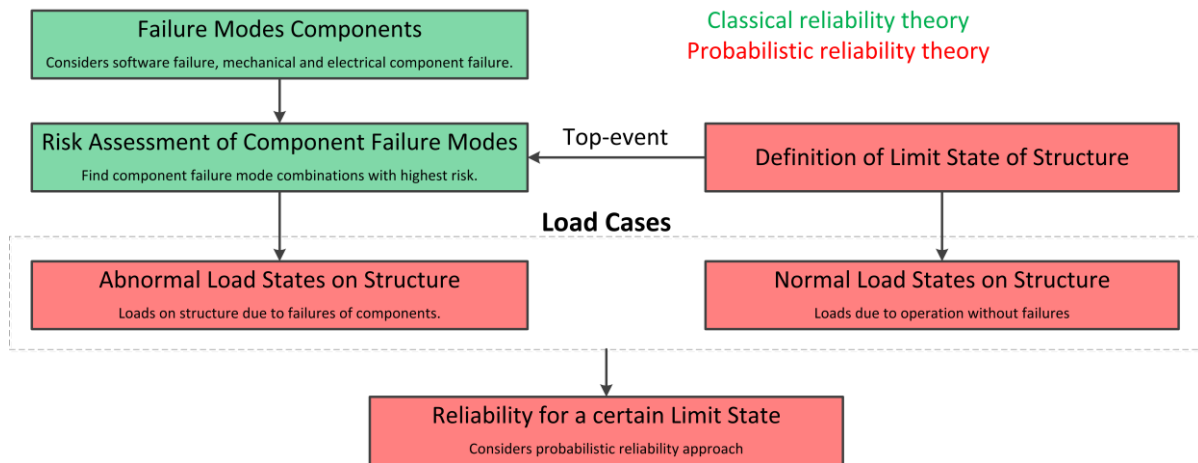 Failure Modes Components
Considers software failure, mechanical and electrical component failure.
Classical reliability theory
Probabilistic reliability theory
Risk Assessment of Component Failure Modes
Find component failure mode combinations with highest risk.
Top-event
Definition of Limit State of Structure
Load Cases
Abnormal Load States on Structure
Loads on structure due to failures of components.
Normal Load States on Structure
Loads due to operation without failures
Reliability for a certain Limit State
Considers probabilistic reliability approach